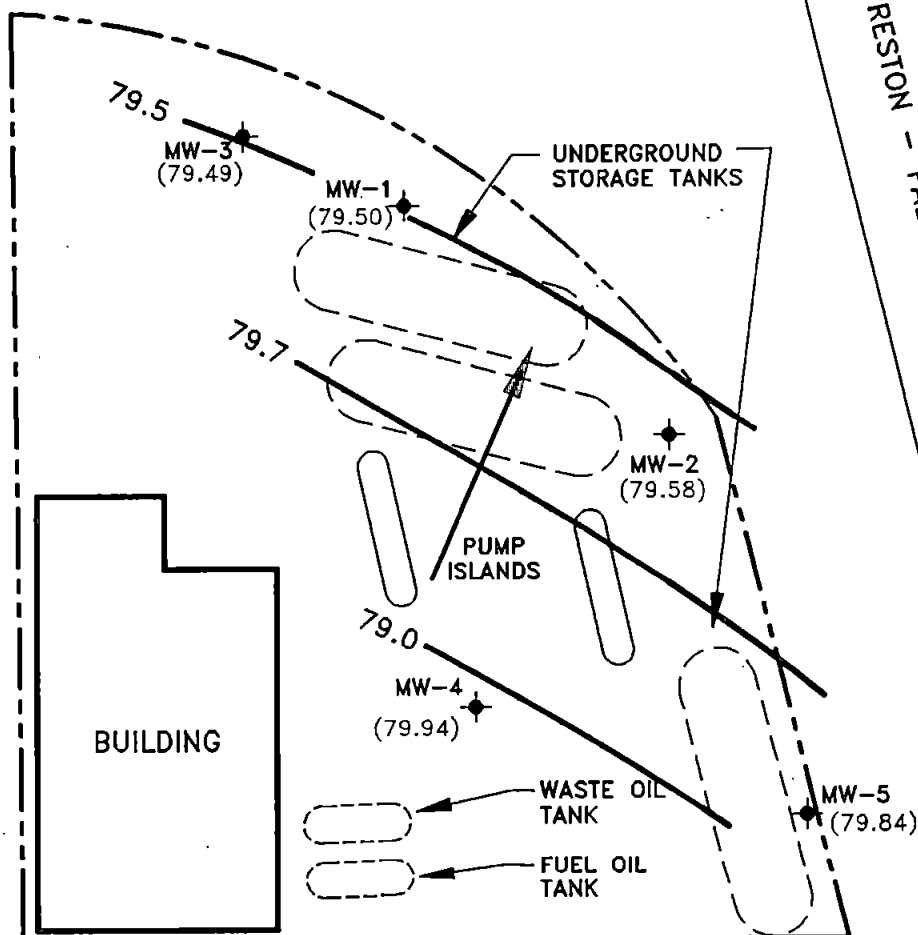 RESTON -
79.5
MW-3
(79.49)
MW-1
(79.50)
UNDERGROUND
STORAGE TANKS
79.7
MW-2
(79.58)
PUMP
ISLANDS
79.0
MW-4
(79.94)
BUILDING
WASTE OIL
TANK
MW-5
(79.84)
FUEL OIL
TANK